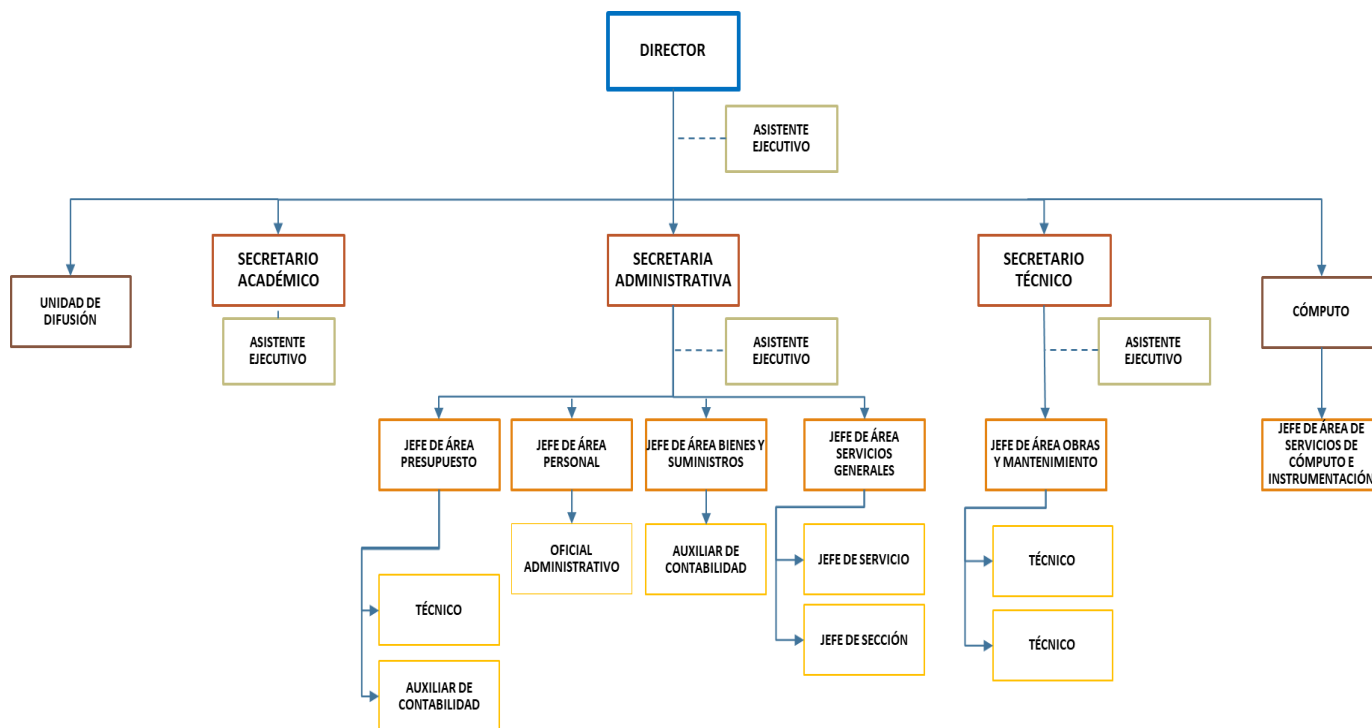 DIRECTOR
ASISTENTE
EJECUTIVO
UNIDAD DE
DIFUSIÓN
SECRETARIO
ACADÉMICO
ASISTENTE
EJECUTIVO
SECRETARIA
ADMINISTRATIVA
ASISTENTE
EJECUTIVO
SECRETARIO
TÉCNICO
ASISTENTE
EJECUTIVO
CÓMPUTO
JEFE DE ÁREA
PRESUPUESTO
JEFE DE ÁREA
PERSONAL
JEFE DE ÁREA BIENES Y
SUMINISTROS
JEFE DE ÁREA
SERVICIOS
GENERALES
JEFE DE ÁREA OBRAS
Y MANTENIMIENTO
JEFE DE ÁREA DE
SERVICIOS DE
CÓMPUTO E
INSTRUMENTACIÓN
TÉCNICO
AUXILIAR DE
CONTABILIDAD
OFICIAL
ADMINISTRATIVO
AUXILIAR DE
CONTABILIDAD
JEFE DE SERVICIO
JEFE DE SECCIÓN
TÉCNICO
TÉCNICO